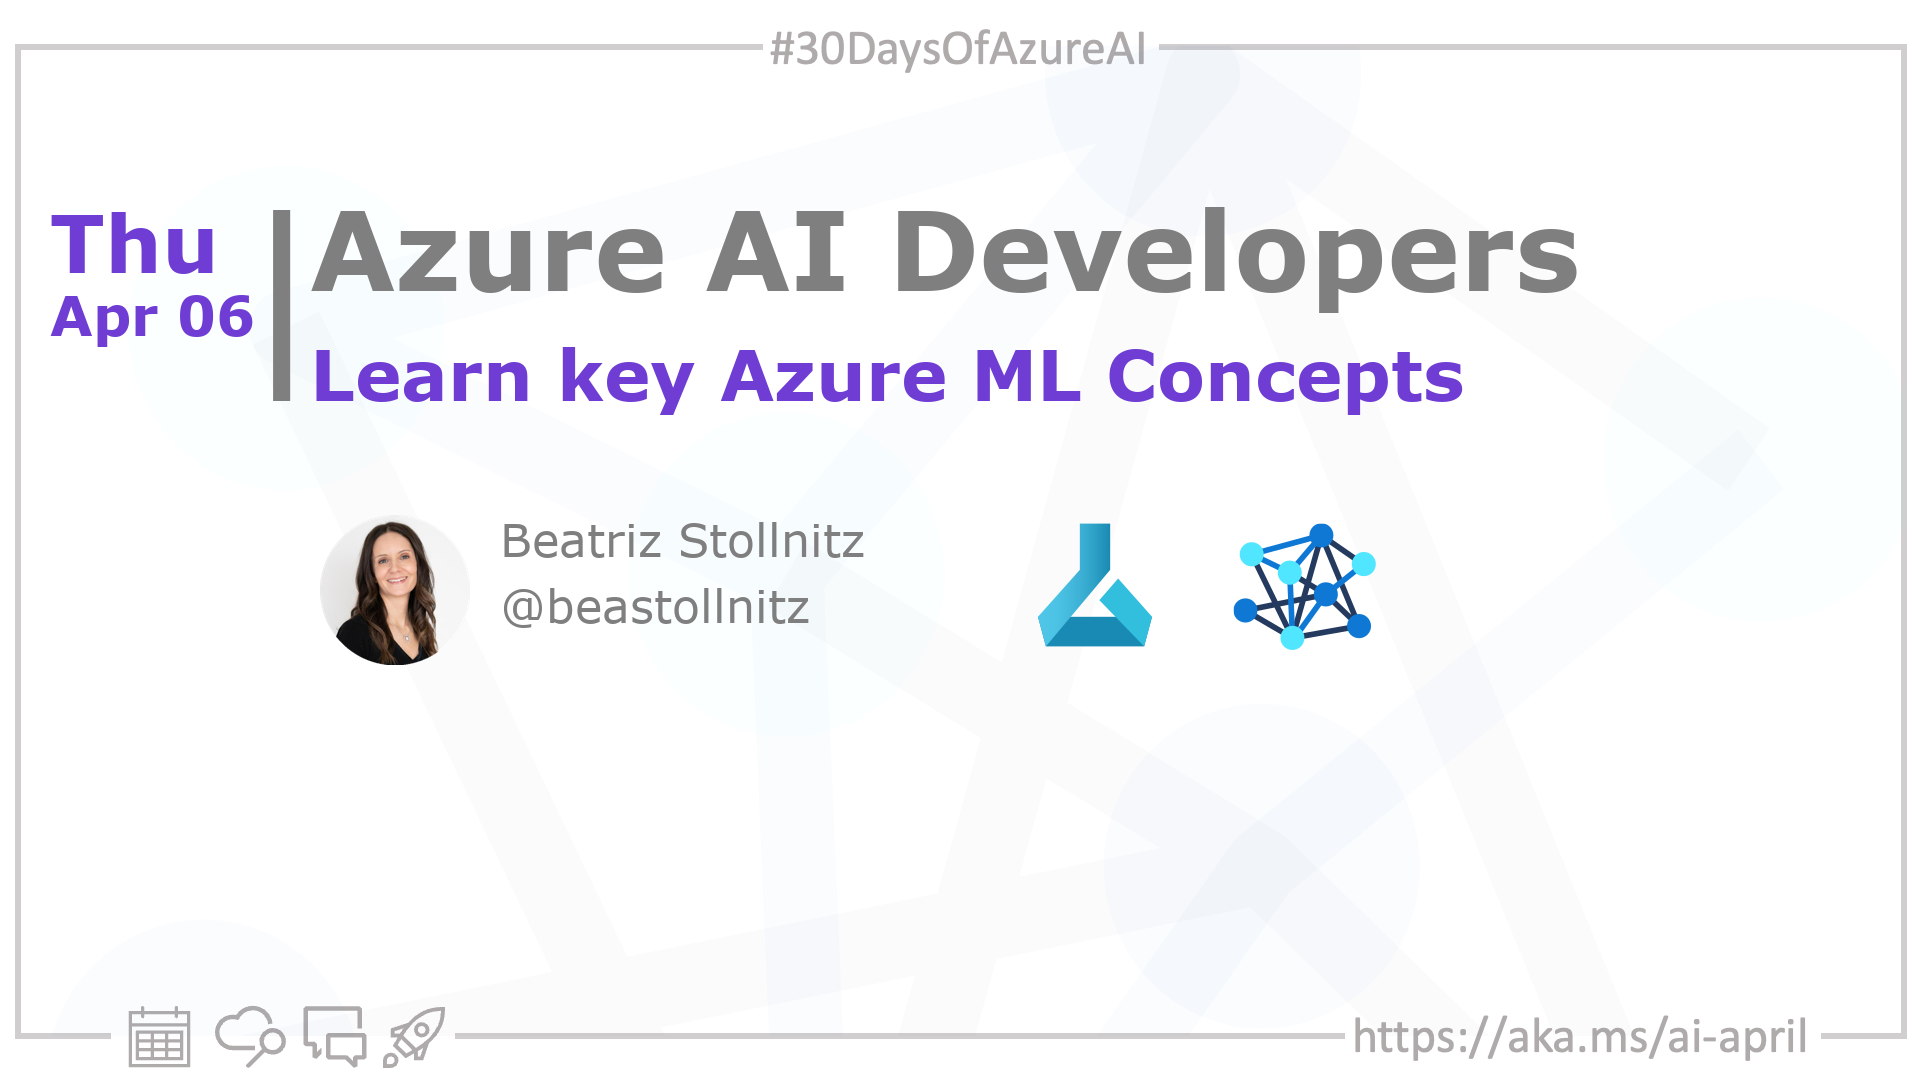 #30DaysOfAzureAI
Thu
Apr 06
Azure AI Developers
Learn key Azure ML Concepts
Beatriz Stollnitz
@beastollnitz
https://aka.ms/ai-april